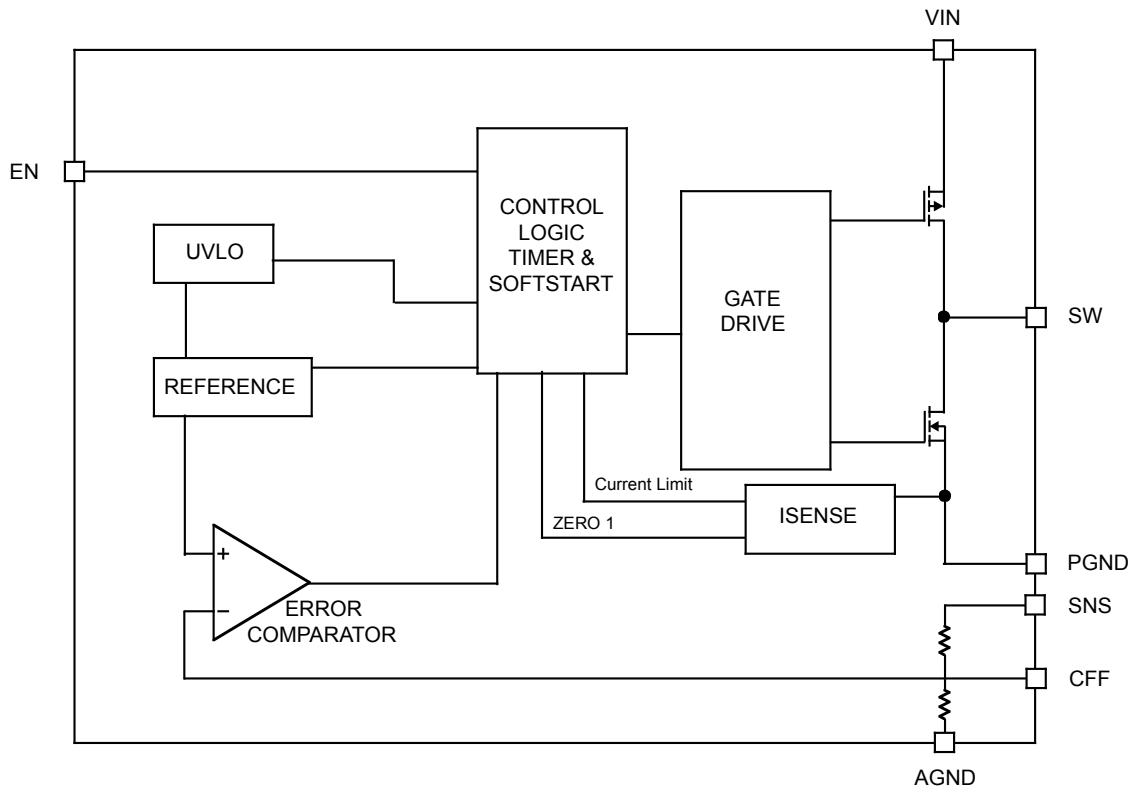 VIN
EN
CONTROL
LOGIC
TIMER &
SOFTSTART
UVLO
GATE
DRIVE
SW
REFERENCE
Current Limit
ISENSE
ZERO 1
+
−
ERROR
COMPARATOR
PGND
SNS
CFF
AGND